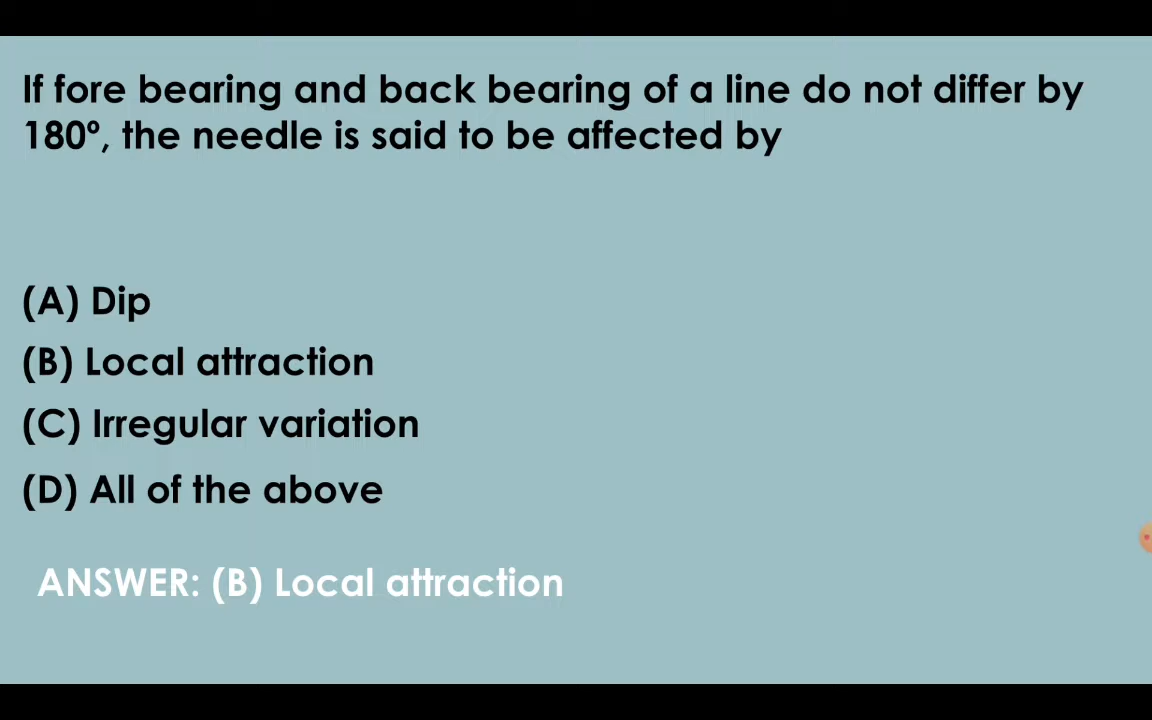 If fore bearing and back bearing of a line do not differ by
180º, the needle is said to be affected by
(A) Dip
(B) Local attraction
(C) Irregular variation
(D) All of the above
ANSWER: (B) Local attraction